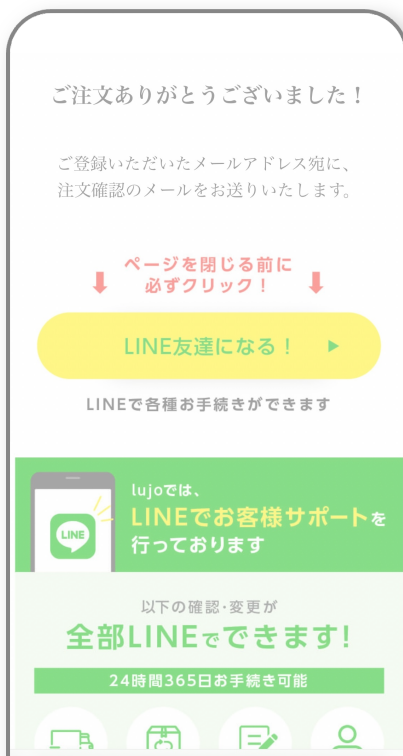 ご注文ありがとうございました！
ご登録いただいたメールアドレス宛に、
注文確認のメールをお送りいたします。
ページを閉じる前に
必ずクリック！
LINE友達になる！
LINEで各種お手続きができます
lujoでは、
LINE
LINEでお客様サポートを
行っております
以下の確認・変更が
全部LINEでできます!
24時間365日お手続き可能